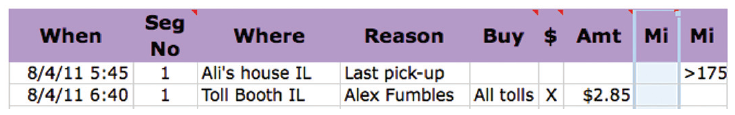 When Seg No Where Reason Buy $ Amt Mi Mi
8/4/11 5:45 1 Ali's house IL Last pick-up >175
8/4/11 6:40 1 Toll Booth IL Alex Fumbles All tolls X $2.85